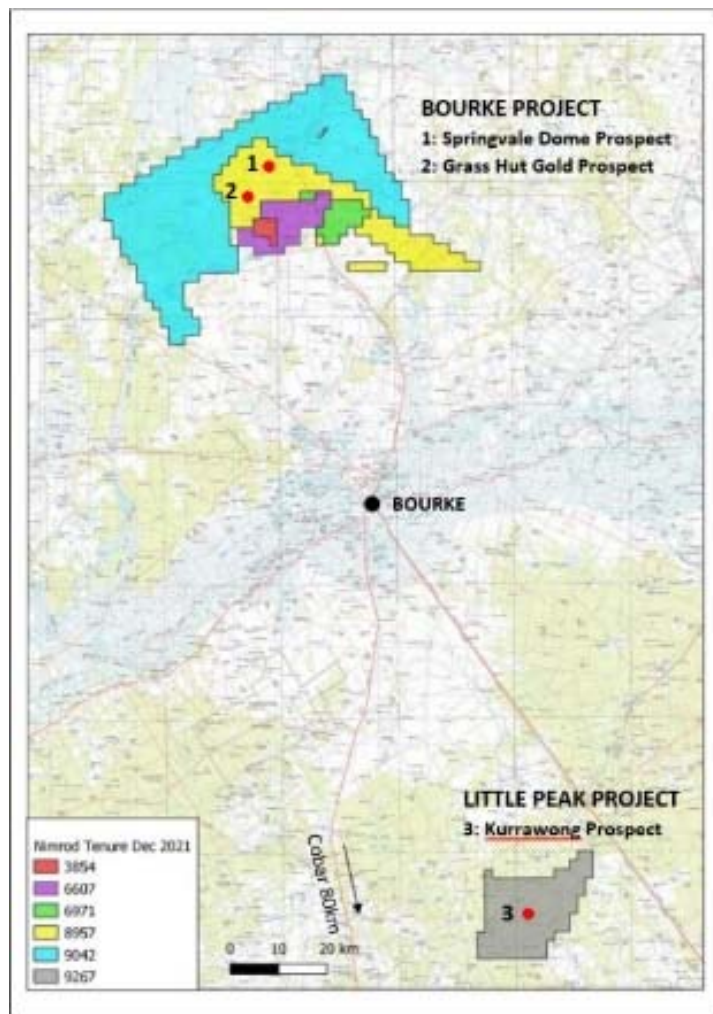 BOURKE PROJECT
1: Springvale Dome Prospect
2: Grass Hut Gold Prospect
1
2
BOURKE
LITTLE PEAK PROJECT
3: Kurrawong Prospect
3
Nimrod Tenure Dec 2021
3854
6607
6971
8957
9042
9267
Cobar 80km
0 10 20 km